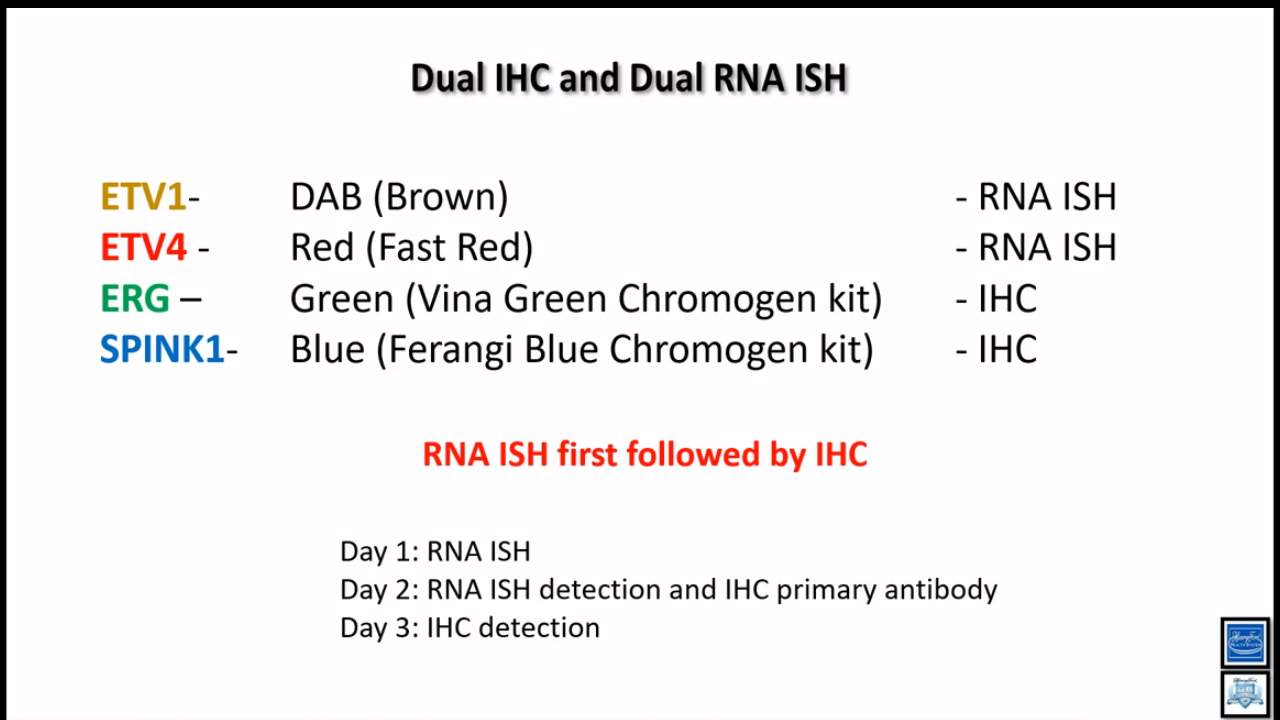 Dual IHC and Dual RNA ISH
ETV1- DAB (Brown) - RNA ISH
ETV4 - Red (Fast Red) - RNA ISH
ERG – Green (Vina Green Chromogen kit) - IHC
SPINK1- Blue (Ferangi Blue Chromogen kit) - IHC
RNA ISH first followed by IHC
Day 1: RNA ISH
Day 2: RNA ISH detection and IHC primary antibody
Day 3: IHC detection